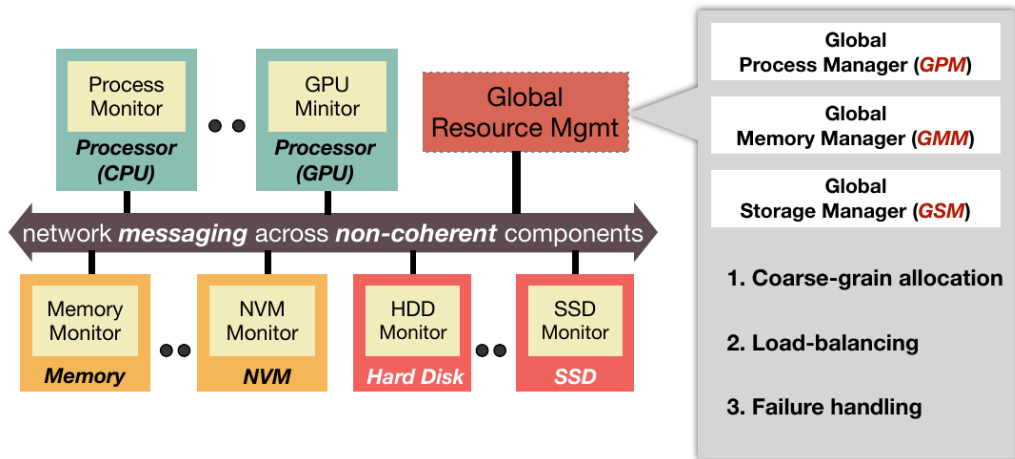 Process
Monitor
Processor
(CPU)
GPU
Minitor
Processor
(GPU)
Global
Resource Mgmt
network messaging across non-coherent components
Memory
Monitor
Memory
NVM
Monitor
NVM
HDD
Monitor
Hard Disk
SSD
Monitor
SSD
Global
Process Manager (GPM)
Global
Memory Manager (GMM)
Global
Storage Manager (GSM)
1. Coarse-grain allocation
2. Load-balancing
3. Failure handling